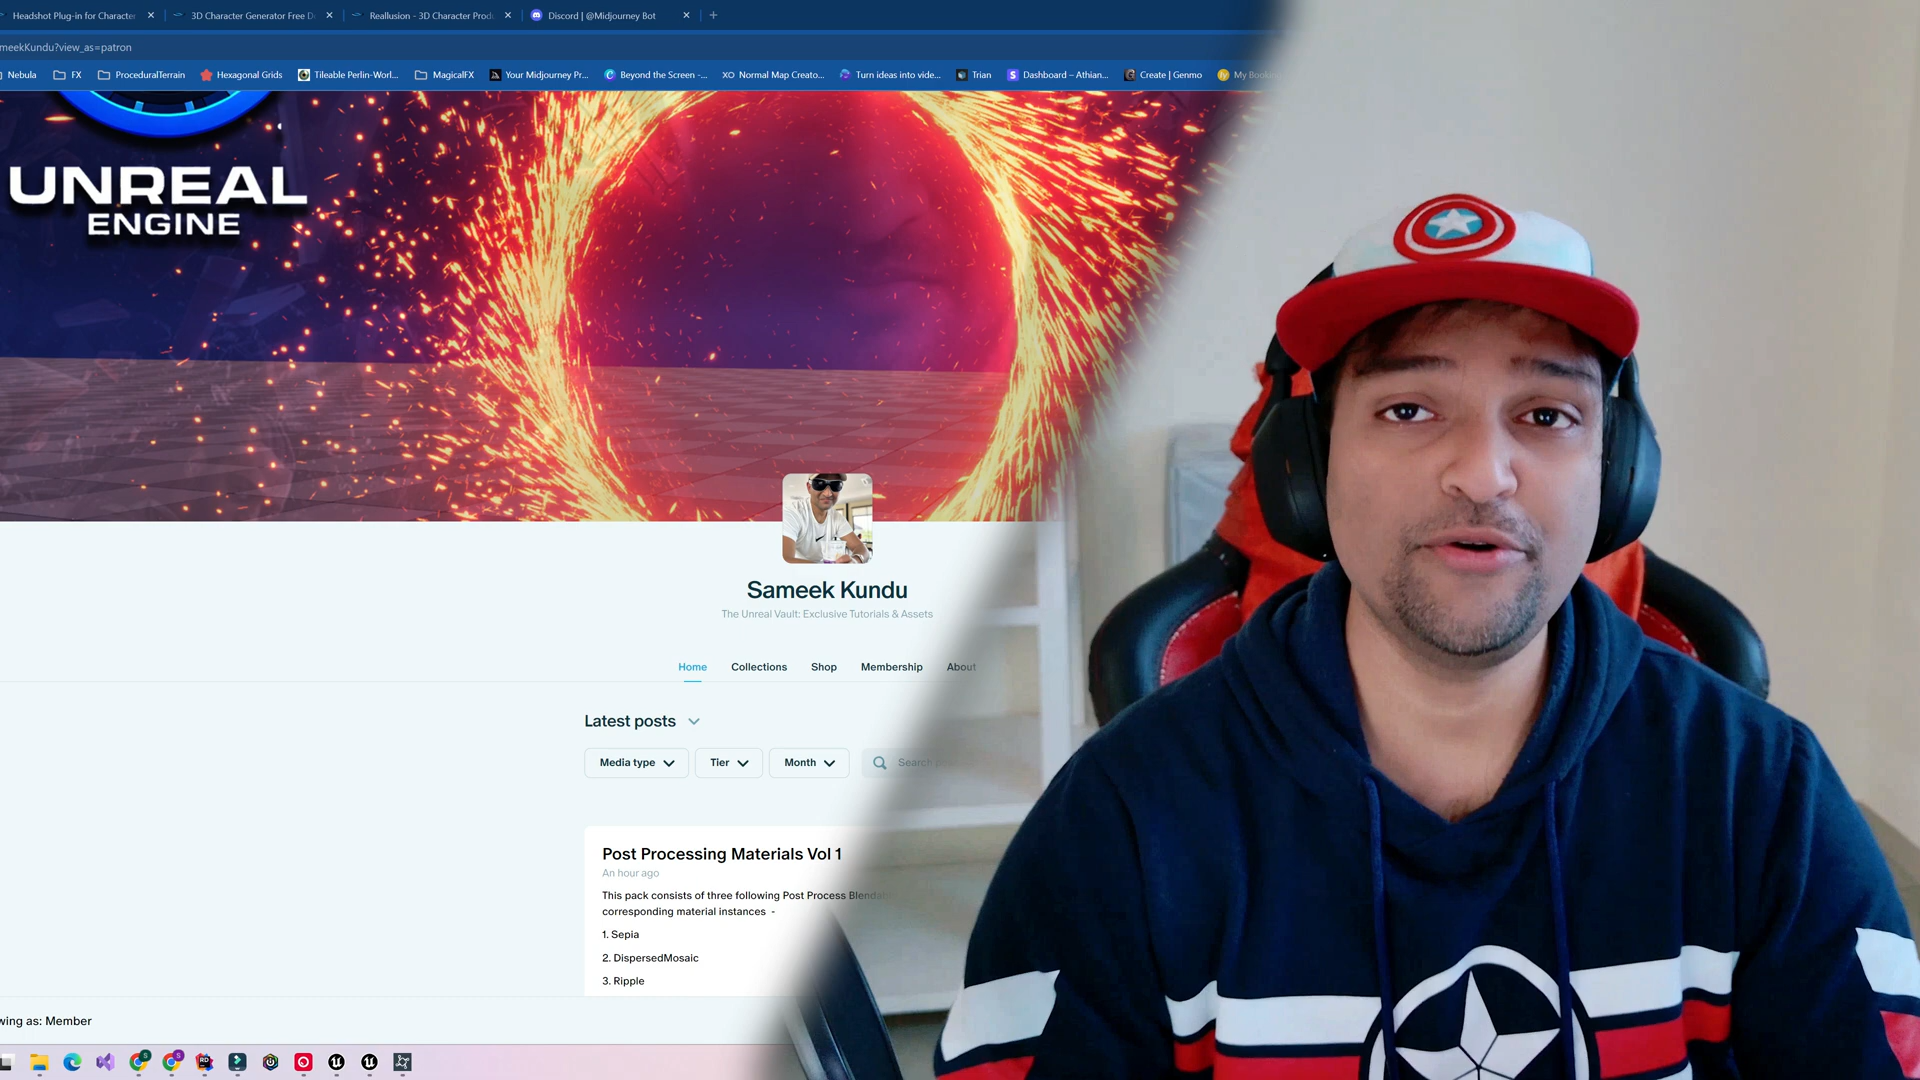 Headshot Plug-in for Character
3D Character Generator Free D
Reallusion - 3D Character Prod
Discord | @Midjourney Bot
meekKundu?view_as=patron
Nebula
FX
ProceduralTerrain
Hexagonal Grids
Tileable Perlin-Worl...
MagicalFX
Your Midjourney Pr...
Beyond the Screen -...
XO Normal Map Creato...
Turn ideas into vide...
Trian
S Dashboard – Athian...
Create | Genmo
My Booking
UNREAL
ENGINE
Sameek Kundu
The Unreal Vault: Exclusive Tutorials & Assets
Home
Collections
Shop
Membership
About
Latest posts
Media type
Tier
Month
Search
Post Processing Materials Vol 1
An hour ago
This pack consists of three following Post Process Blenda
corresponding material instances -
1. Sepia
2. DispersedMosaic
3. Ripple
wing as: Member